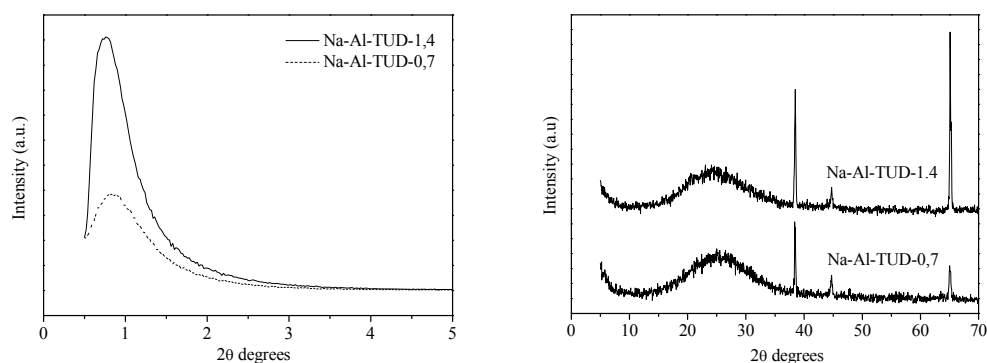 Na-Al-TUD-1,4
Na-Al-TUD-0,7
Intensity (a.u.)
0 1 2 3 4 5
2θ degrees
Na-Al-TUD-1.4
Na-Al-TUD-0,7
Intensity (a.u)
0 10 20 30 40 50 60 70
2θ degrees